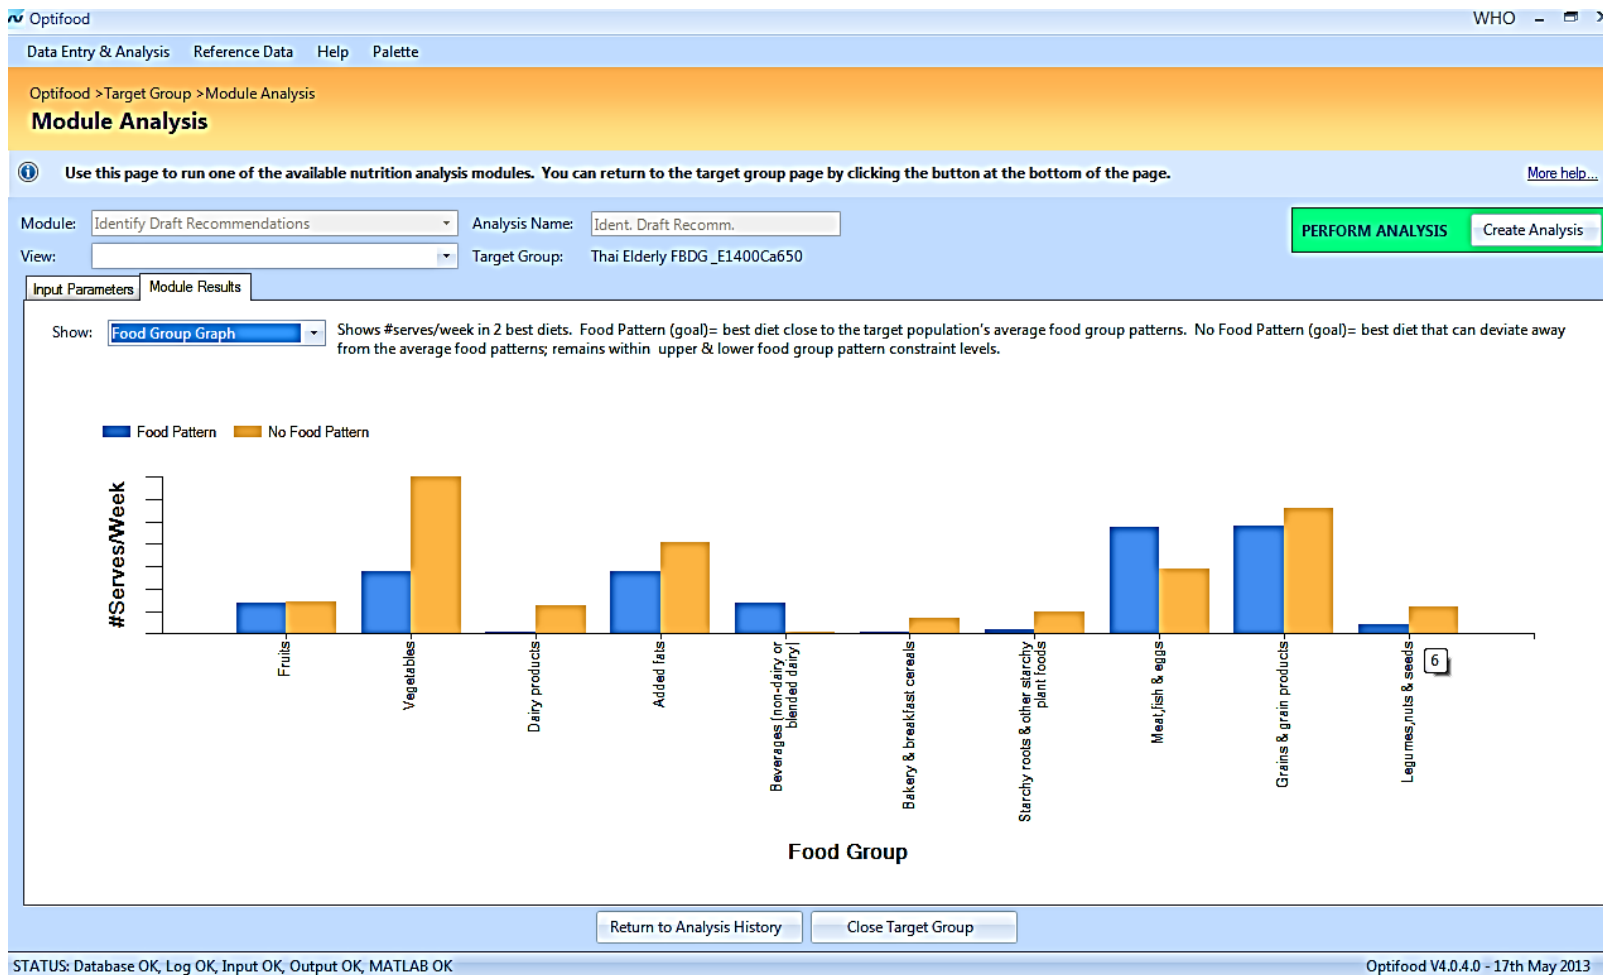 Optifood
WHO
Data Entry & Analysis Reference Data Help Palette
Optifood >Target Group >Module Analysis
Module Analysis
Use this page to run one of the available nutrition analysis modules. You can return to the target group page by clicking the button at the bottom of the page.
More help...
Module: Identify Draft Recommendations Analysis Name: Ident. Draft Recomm.
PERFORM ANALYSIS Create Analysis
View: Target Group: Thai Elderly FBDG_E1400Ca650
Input Parameters Module Results
Show: Food Group Graph
Shows #serves/week in 2 best diets. Food Pattern (goal)= best diet close to the target population's average food group patterns. No Food Pattern (goal)= best diet that can deviate away
from the average food patterns; remains within upper & lower food group pattern constraint levels.
Food Pattern No Food Pattern
#Serves/Week
Fruits
Vegetables
Dairy products
Added fats
Beverages (non-dairy or
blended dairy)
Bakery & breakfast cereals
Starchy roots & other starchy
plant foods
Meat,fish & eggs
Grains & grain products
Legumes,nuts & seeds
6
Food Group
Return to Analysis History Close Target Group
STATUS: Database OK, Log OK, Input OK, Output OK, MATLAB OK
Optifood V4.0.4.0 - 17th May 2013